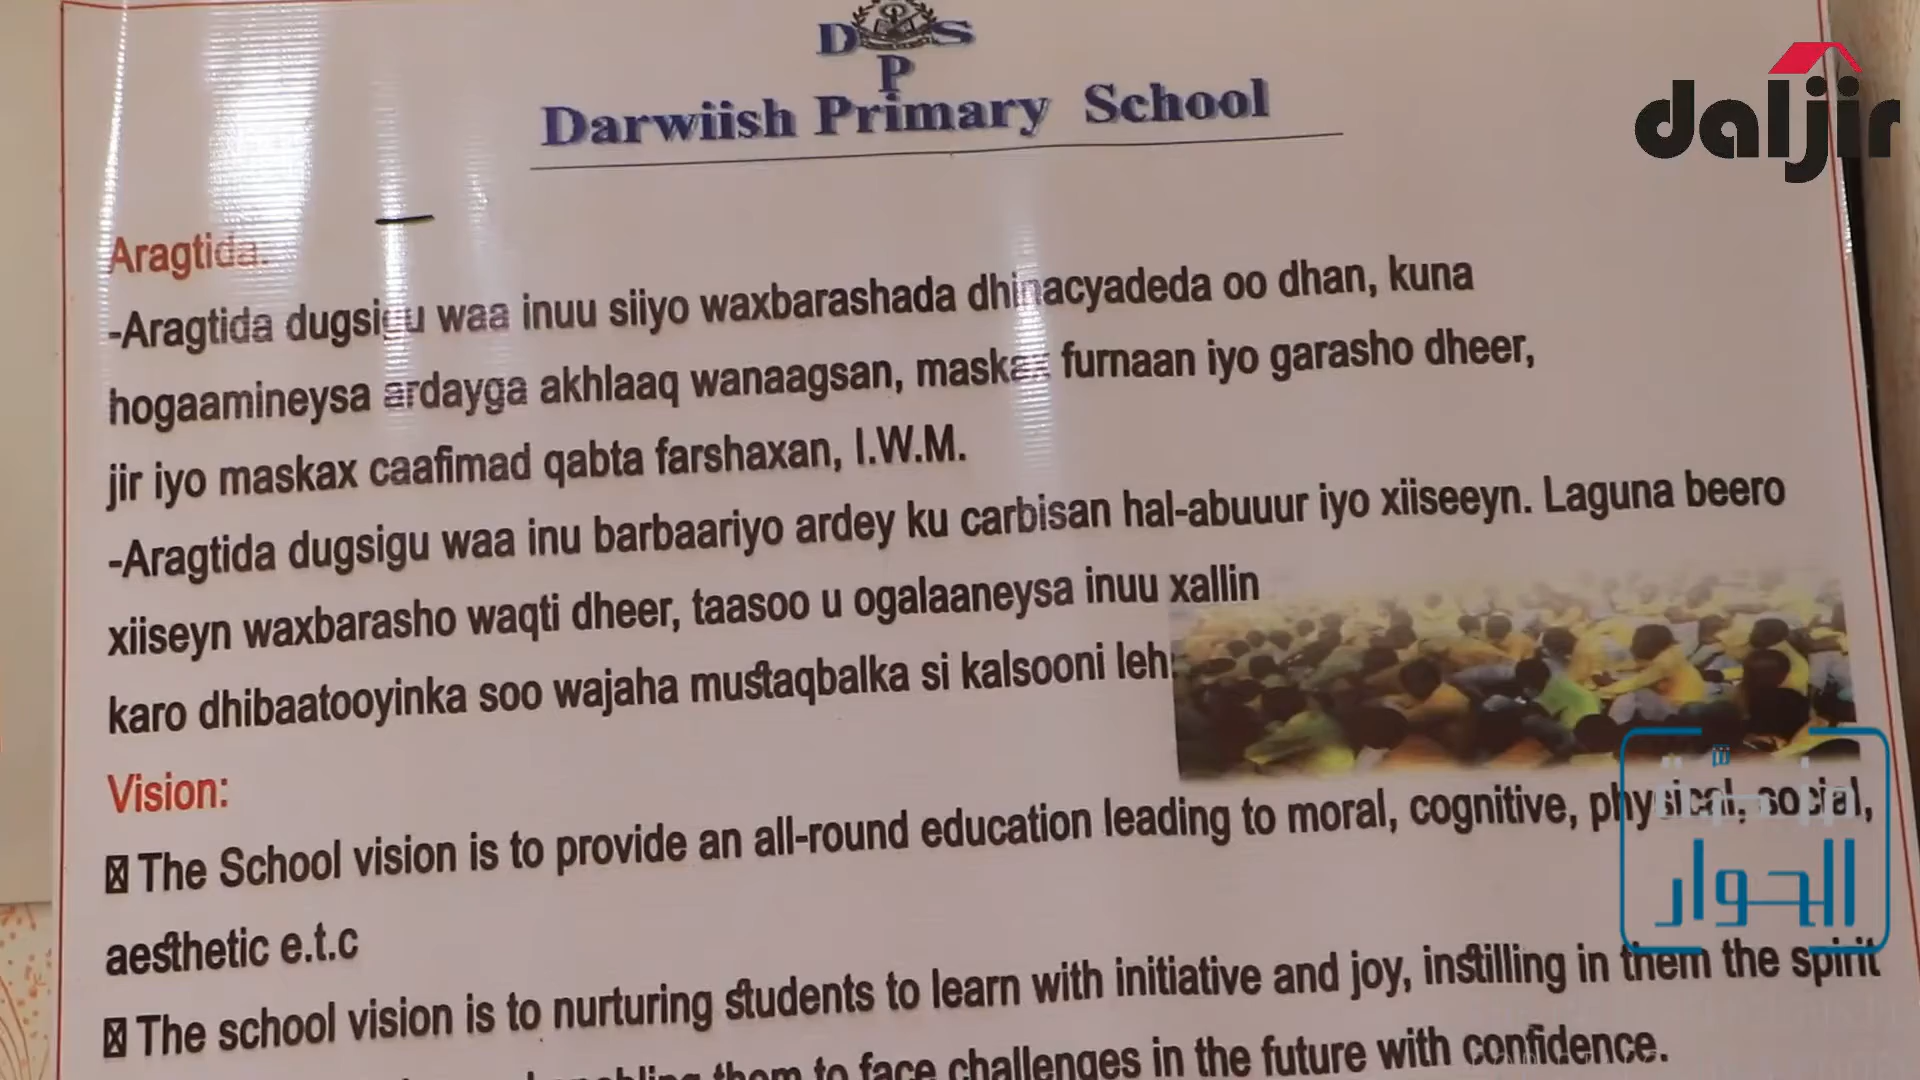 D S
P
Darwiish Primary School
daljir
Aragtida:
-Aragtida dugsigu waa inuu siiyo waxbarashada dhinacyadeda oo dhan, kuna
hogaamineysa ardayga akhlaaq wanaagsan, maskax furnaan iyo garasho dheer,
jir iyo maskax caafimad qabta farshaxan, I.W.M.
-Aragtida dugsigu waa inu barbaariyo ardey ku carbisan hal-abuuur iyo xiiseeyn. Laguna beero
xiiseyn waxbarasho waqti dheer, taasoo u ogalaaneysa inuu xallin
karo dhibaatooyinka soo wajaha mustaqbalka si kalsooni leh.
Vision:
The School vision is to provide an all-round education leading to moral, cognitive, physical, social,
aesthetic e.t.c
The school vision is to nurturing students to learn with initiative and joy, instilling in them the spirit
enabling them to face challenges in the future with confidence.
الحوار